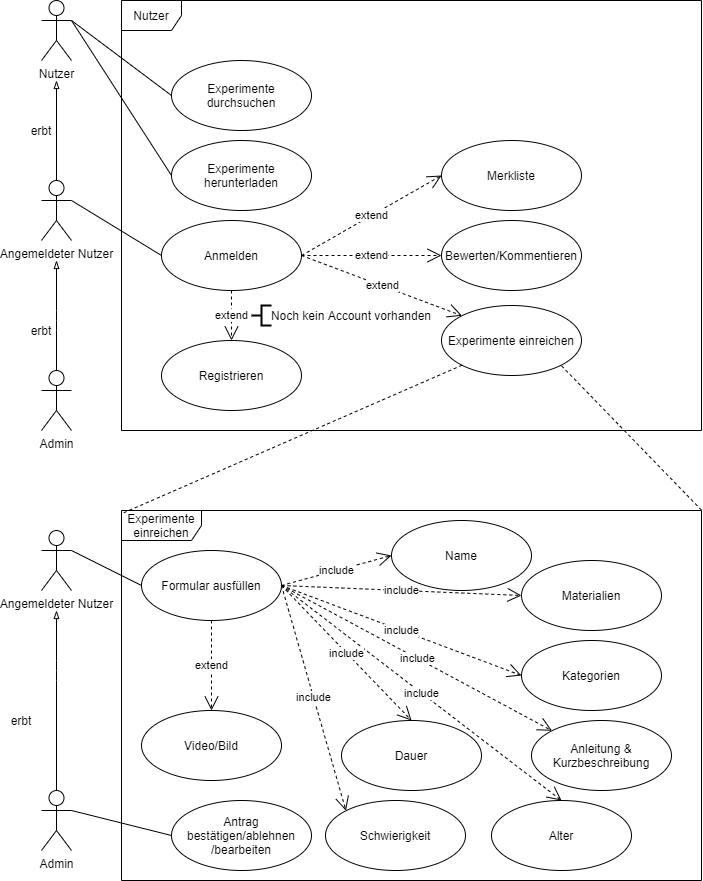 Nutzer
Nutzer
Experimente
durchsuchen
erbt
Experimente
herunterladen
Merkliste
extend
Angemeldeter Nutzer
Anmelden
extend
Bewerten/Kommentieren
extend
extend
Noch kein Account vorhanden
erbt
Experimente einreichen
Registrieren
Admin
Experimente
einreichen
Name
include
Formular ausfüllen
include
Materialien
Angemeldeter Nutzer
include
include
include
extend
Kategorien
include
include
erbt
Video/Bild
Dauer
Anleitung &
Kurzbeschreibung
Antrag
bestätigen/ablehnen
/bearbeiten
Schwierigkeit
Alter
Admin